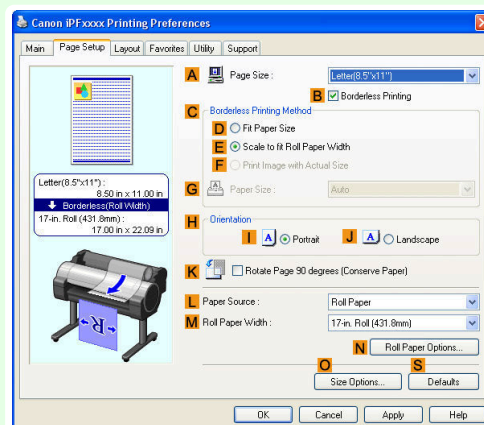 Canon iPFxxxx Printing Preferences
Main Page Setup Layout Favorites Utility Support
A Page Size : Letter(8.5"x11")
B Borderless Printing
C Borderless Printing Method
D Fit Paper Size
E Scale to fit Roll Paper Width
F Print Image with Actual Size
G Paper Size : Auto
Letter(8.5"x11") :
8.50 in x 11.00 in
Borderless(Roll Width)
17-in. Roll (431.8mm) :
17.00 in x 22.09 in
H Orientation
I A Portrait J A Landscape
K Rotate Page 90 degrees (Conserve Paper)
R
L Paper Source : Roll Paper
M Roll Paper Width : 17-in. Roll (431.8mm)
N Roll Paper Options...
O S
Size Options... Defaults
OK Cancel Apply Help